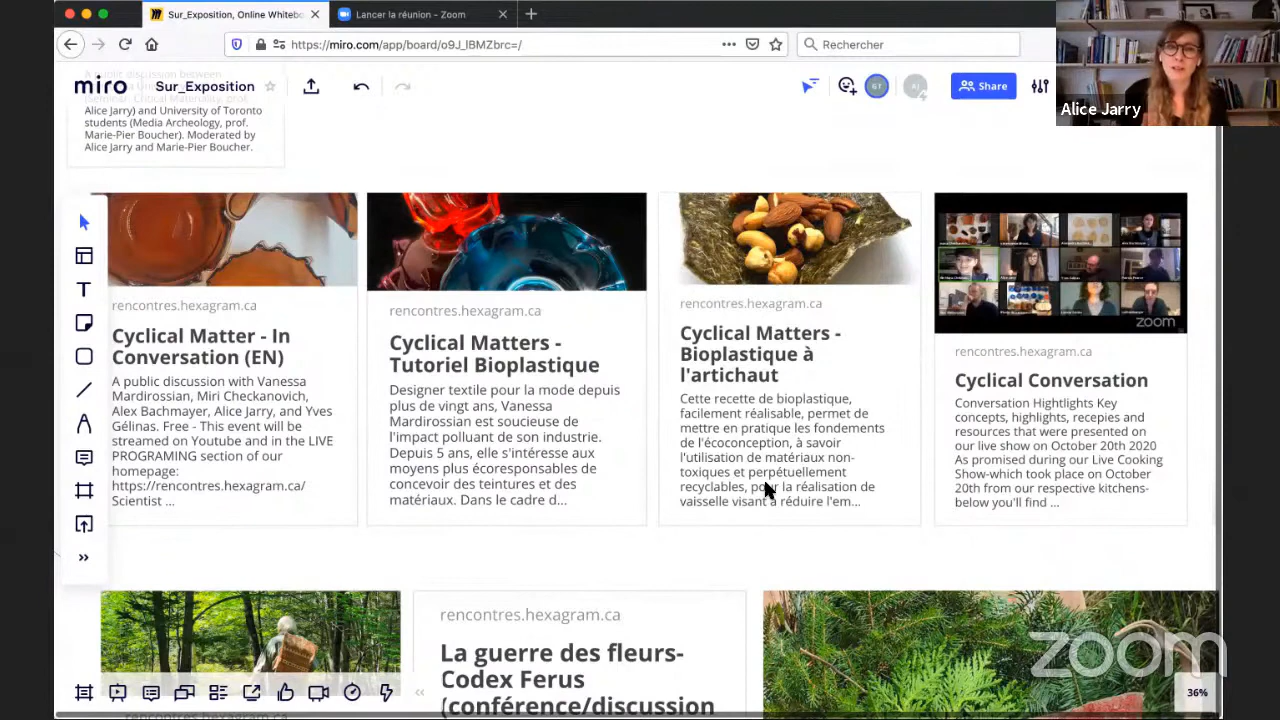 Sur_Exposition, Online Whitebo
Lancer la réunion - Zoom
https://miro.com/app/board/o9J_lBMZbrc=/
Rechercher
miro
Sur_Exposition
GT
AJ
Share
Alice Jarry
A public discussion between
Alice Jarry) and University of Toronto
students (Media Archeology, prof.
Marie-Pier Boucher). Moderated by
Alice Jarry and Marie-Pier Boucher.
rencontres.hexagram.ca
Cyclical Matter - In
Conversation (EN)
A public discussion with Vanessa
Mardirossian, Miri Checkanovich,
Alex Bachmayer, Alice Jarry, and Yves
Gélinas. Free - This event will be
streamed on Youtube and in the LIVE
PROGRAMING section of our
homepage:
https://rencontres.hexagram.ca/
Scientist ...
rencontres.hexagram.ca
Cyclical Matters -
Tutoriel Bioplastique
Designer textile pour la mode depuis
plus de vingt ans, Vanessa
Mardirossian est soucieuse de
l'impact polluant de son industrie.
Depuis 5 ans, elle s'intéresse aux
moyens plus écoresponsables de
concevoir des teintures et des
matériaux. Dans le cadre d...
rencontres.hexagram.ca
Cyclical Matters -
Bioplastique à
l'artichaut
Cette recette de bioplastique,
facilement réalisable, permet de
mettre en pratique les fondements
de l'écoconception, à savoir
l'utilisation de matériaux non-
toxiques et perpétuellement
recyclables, pour la réalisation de
vaisselle visant à réduire l'em...
zoom
rencontres.hexagram.ca
Cyclical Conversation
Conversation Hightlights Key
concepts, highlights, recepies and
resources that were presented on
our live show on October 20th 2020
As promised during our Live Cooking
Show-which took place on October
20th from our respective kitchens-
below you'll find ...
rencontres.hexagram.ca
La guerre des fleurs-
Codex Ferus
(conférence/discussion
rencontres.hexagram.ca
zoom
36%